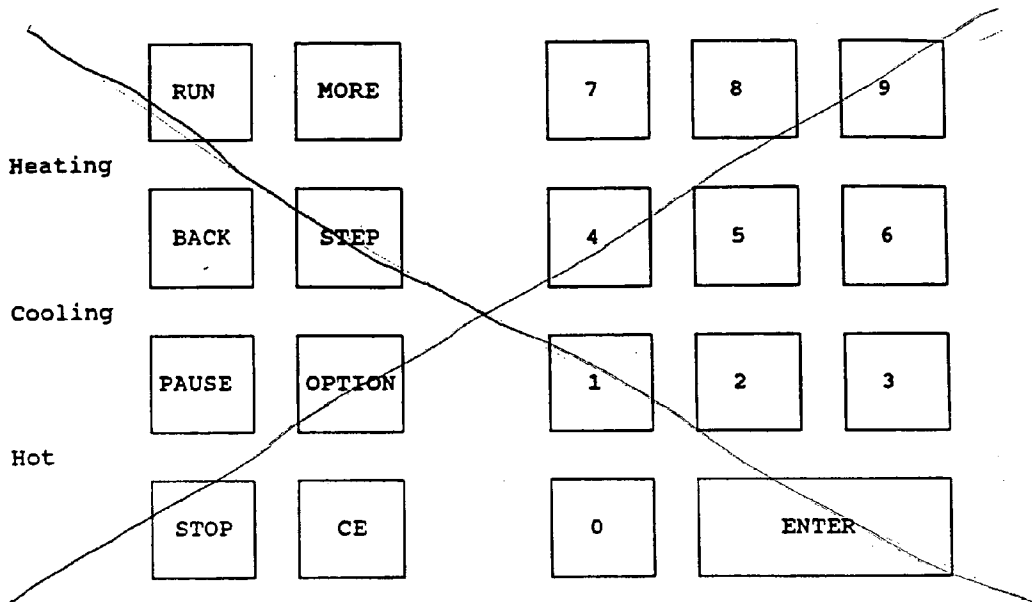 RUN MORE 7 8 9
Heating
BACK STEP 4 5 6
Cooling
PAUSE OPTION 1 2 3
Hot
STOP CE 0 ENTER